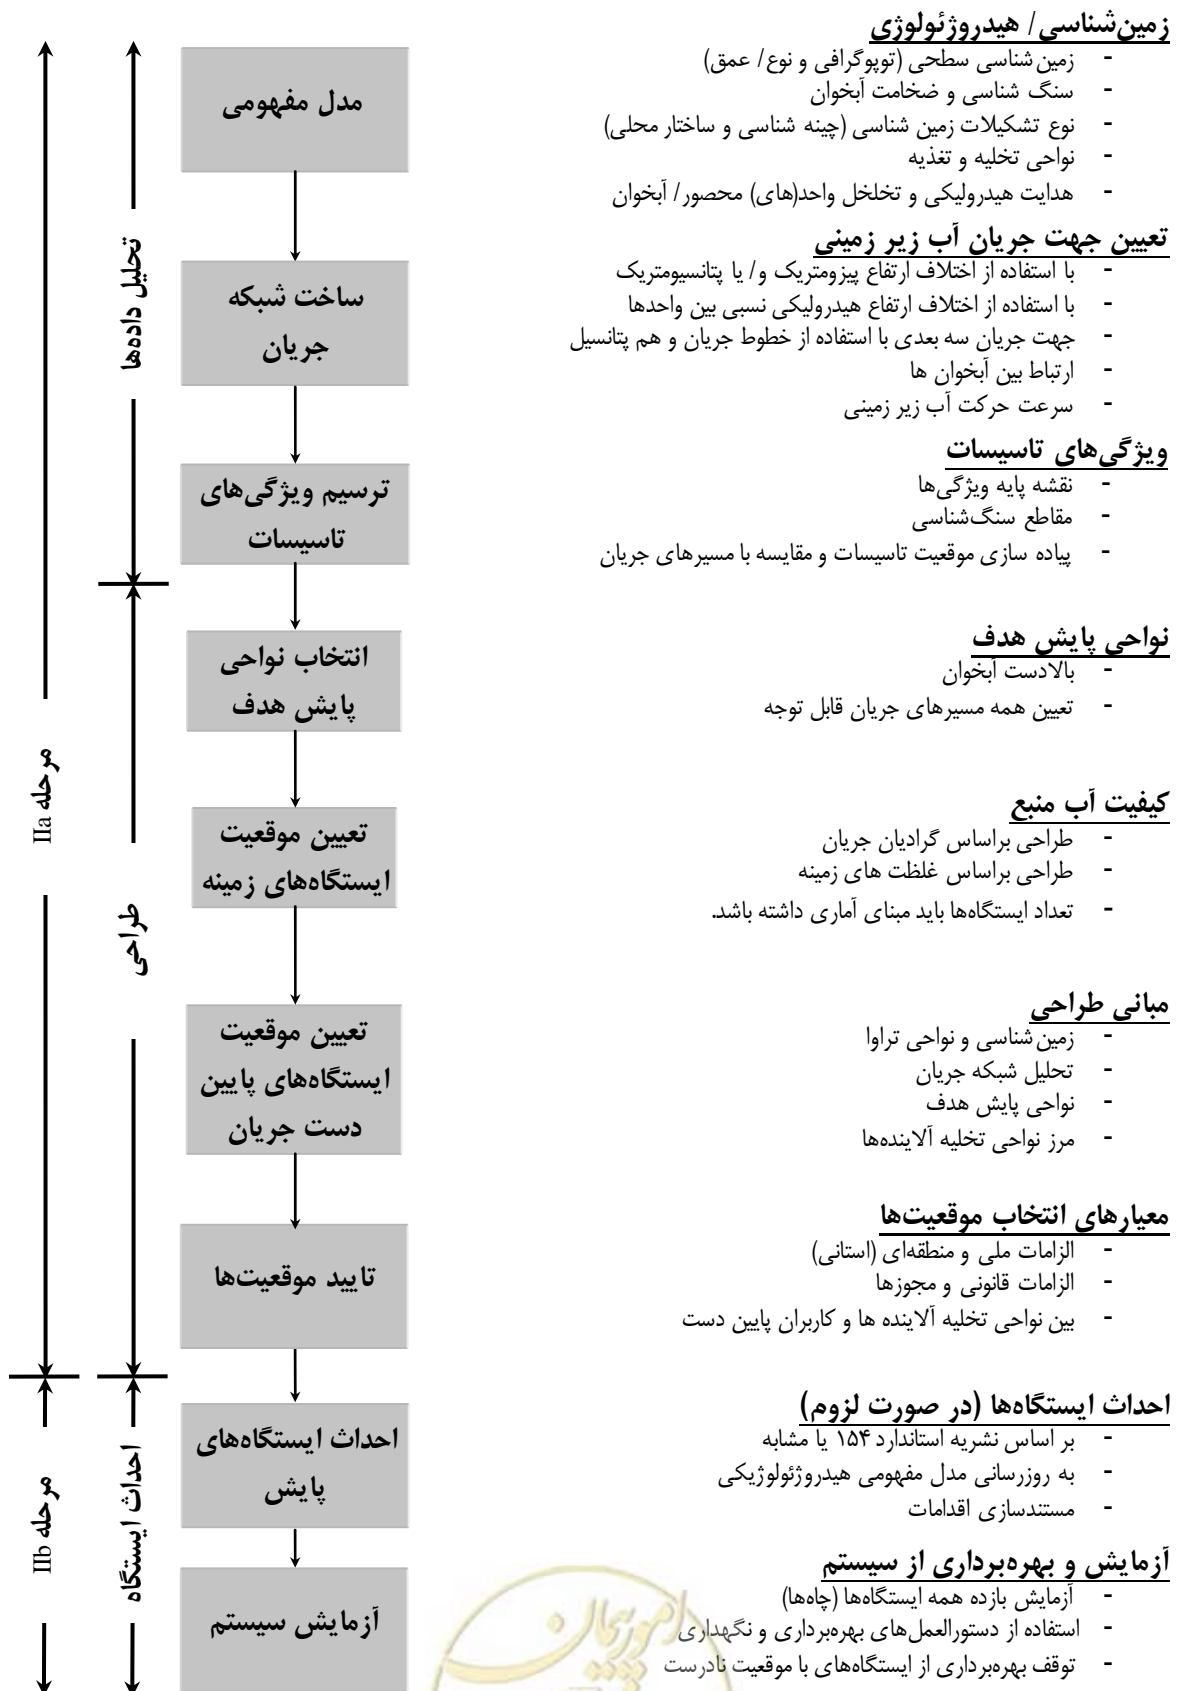 زمین‌شناسی/ هیدروژئولوژی
- زمین شناسی سطحی (توپوگرافی و نوع/ عمق)
- سنگ شناسی و ضخامت آبخوان
- نوع تشکیلات زمین شناسی (چینه شناسی و ساختار محلی)
- نواحی تخلیه و تغذیه
- هدایت هیدرولیکی و تخلخل واحد(های) محصور/ آبخوان
تعیین جهت جریان آب زیر زمینی
- با استفاده از اختلاف ارتفاع پیزومتریک و/ یا پتانسیومتریک
- با استفاده از اختلاف ارتفاع هیدرولیکی نسبی بین واحدها
- جهت جریان سه بعدی با استفاده از خطوط جریان و هم پتانسیل
- ارتباط بین آبخوان ها
- سرعت حرکت آب زیر زمینی
ویژگی‌های تاسیسات
- نقشه پایه ویژگی‌ها
- مقاطع سنگ‌شناسی
- پیاده سازی موقعیت تاسیسات و مقایسه با مسیرهای جریان
نواحی پایش هدف
- بالادست آبخوان
- تعیین همه مسیرهای جریان قابل توجه
کیفیت آب منبع
- طراحی براساس گرادیان جریان
- طراحی براساس غلظت های زمینه
- تعداد ایستگاه‌ها باید مبنای آماری داشته باشد.
مبانی طراحی
- زمین‌شناسی و نواحی تراوا
- تحلیل شبکه جریان
- نواحی پایش هدف
- مرز نواحی تخلیه آلاینده‌ها
معیارهای انتخاب موقعیت‌ها
- الزامات ملی و منطقه‌ای (استانی)
- الزامات قانونی و مجوزها
- بین نواحی تخلیه آلاینده ها و کاربران پایین دست
احداث ایستگاه‌ها (در صورت لزوم)
- بر اساس نشریه استاندارد ۱۵۴ یا مشابه
- به روزرسانی مدل مفهومی هیدروژئولوژیکی
- مستندسازی اقدامات
آزمایش و بهره‌برداری از سیستم
- آزمایش بازده همه ایستگاه‌ها (چاه‌ها)
- استفاده از دستورالعمل‌های بهره‌برداری و نگهداری
- توقف بهره‌برداری از ایستگاه‌های با موقعیت نادرست
مدل مفهومی
ساخت شبکه
جریان
ترسیم ویژگی‌های
تاسیسات
انتخاب نواحی
پایش هدف
تعیین موقعیت
ایستگاه‌های زمینه
تعیین موقعیت
ایستگاه‌های پایین
دست جریان
تایید موقعیت‌ها
احداث ایستگاه‌های
پایش
آزمایش سیستم
تحلیل داده‌ها
طراحی
احداث ایستگاه
مرحله IIa
مرحله IIb
امور پیمان